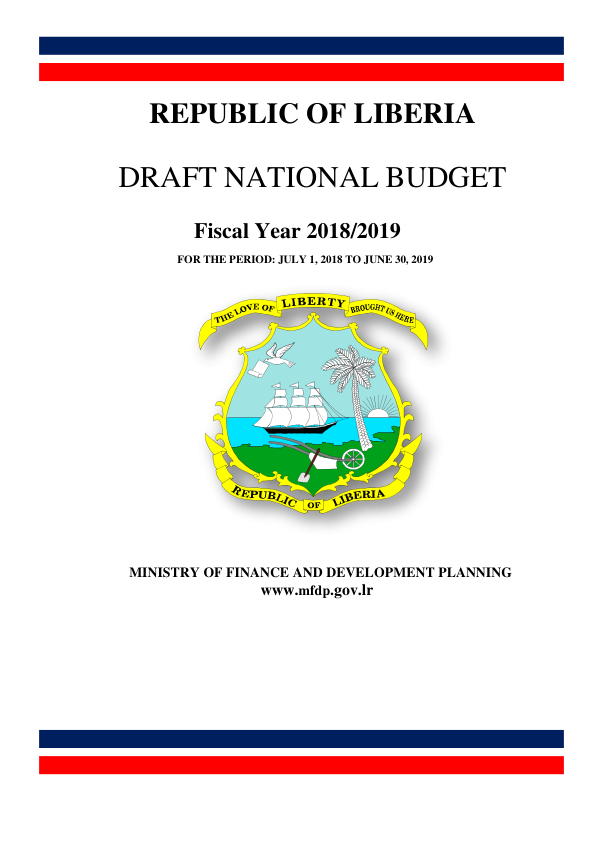 REPUBLIC OF LIBERIA
DRAFT NATIONAL BUDGET
Fiscal Year 2018/2019
FOR THE PERIOD: JULY 1, 2018 TO JUNE 30, 2019
THE LOVE OF LIBERTY BROUGHT US HERE
REPUBLIC OF LIBERIA
MINISTRY OF FINANCE AND DEVELOPMENT PLANNING
www.mfdp.gov.lr